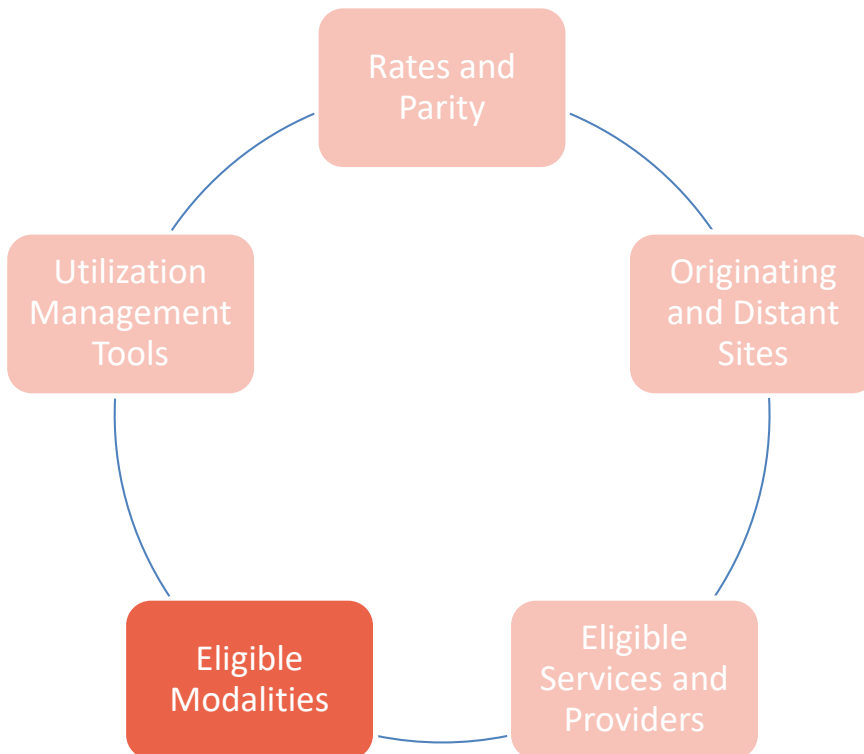 Rates and
Parity
Utilization
Management
Tools
Originating
and Distant
Sites
Eligible
Modalities
Eligible
Services and
Providers